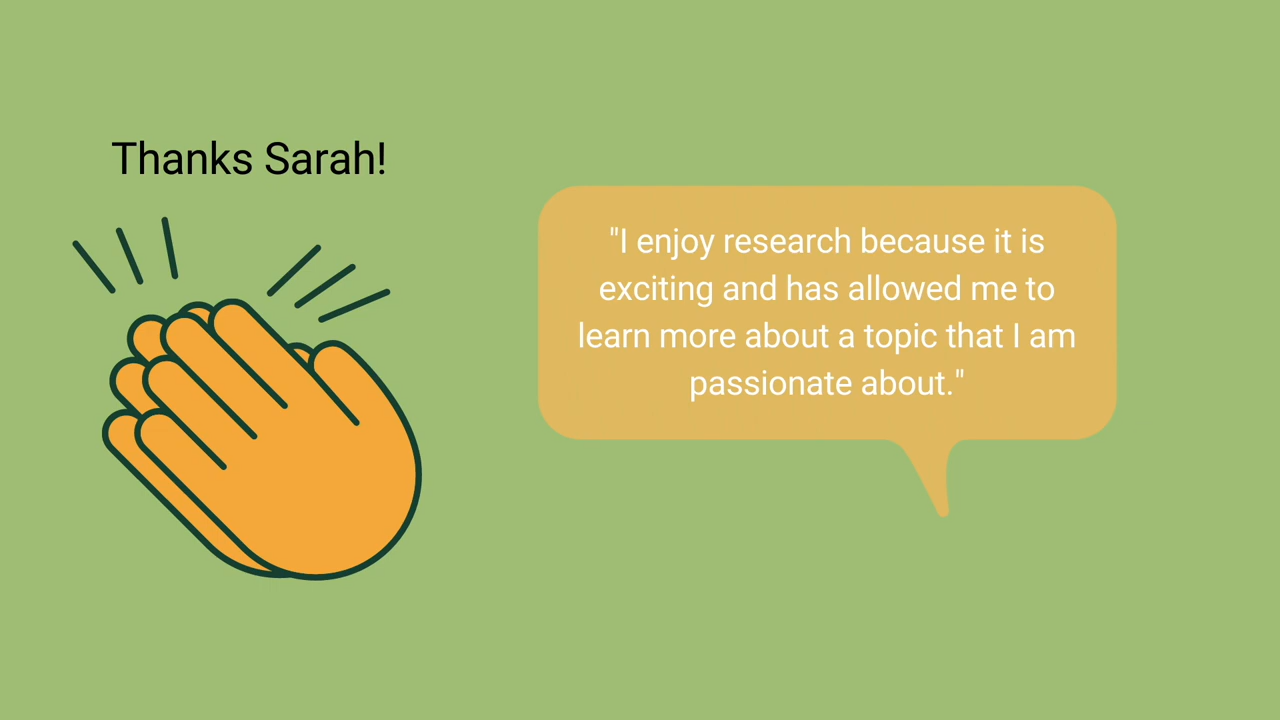 Thanks Sarah!
"I enjoy research because it is
exciting and has allowed me to
learn more about a topic that I am
passionate about."